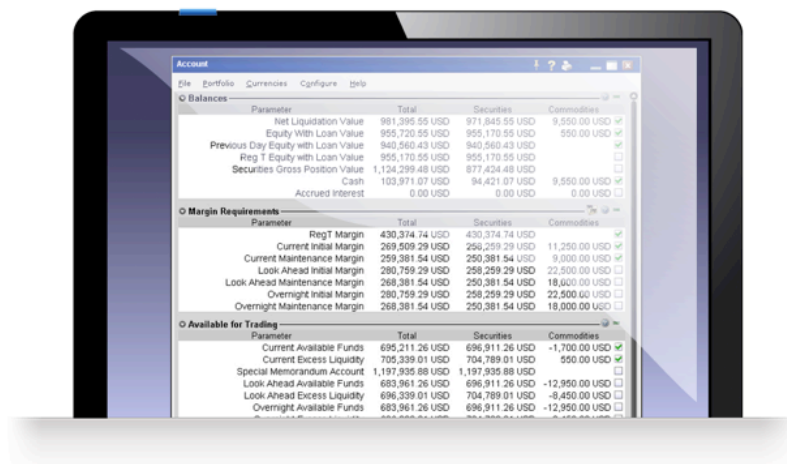 Account
File Portfolio Currencies Configure Help
Balances
Parameter Total Securities Commodities
Net Liquidation Value 981,395.55 USD 971,845.55 USD 9,550.00 USD
Equity With Loan Value 955,720.55 USD 955,170.55 USD 550.00 USD
Previous Day Equity with Loan Value 940,560.43 USD 940,560.43 USD
Reg T Equity with Loan Value 955,170.55 USD 955,170.55 USD
Securities Gross Position Value 1,124,299.48 USD 877,424.48 USD
Cash 103,971.07 USD 94,421.07 USD 9,550.00 USD
Accrued Interest 0.00 USD 0.00 USD 0.00 USD
Margin Requirements
Parameter Total Securities Commodities
RegT Margin 430,374.74 USD 430,374.74 USD
Current Initial Margin 269,509.29 USD 258,259.29 USD 11,250.00 USD
Current Maintenance Margin 259,381.54 USD 250,381.54 USD 9,000.00 USD
Look Ahead Initial Margin 280,759.29 USD 258,259.29 USD 22,500.00 USD
Look Ahead Maintenance Margin 268,381.54 USD 250,381.54 USD 18,000.00 USD
Overnight Initial Margin 280,759.29 USD 258,259.29 USD 22,500.00 USD
Overnight Maintenance Margin 268,381.54 USD 250,381.54 USD 18,000.00 USD
Available for Trading
Parameter Total Securities Commodities
Current Available Funds 695,211.26 USD 696,911.26 USD -1,700.00 USD
Current Excess Liquidity 705,339.01 USD 704,789.01 USD 550.00 USD
Special Memorandum Account 1,197,935.88 USD 1,197,935.88 USD
Look Ahead Available Funds 683,961.26 USD 696,911.26 USD -12,950.00 USD
Look Ahead Excess Liquidity 696,339.01 USD 704,789.01 USD -8,450.00 USD
Overnight Available Funds 683,961.26 USD 696,911.26 USD -12,950.00 USD